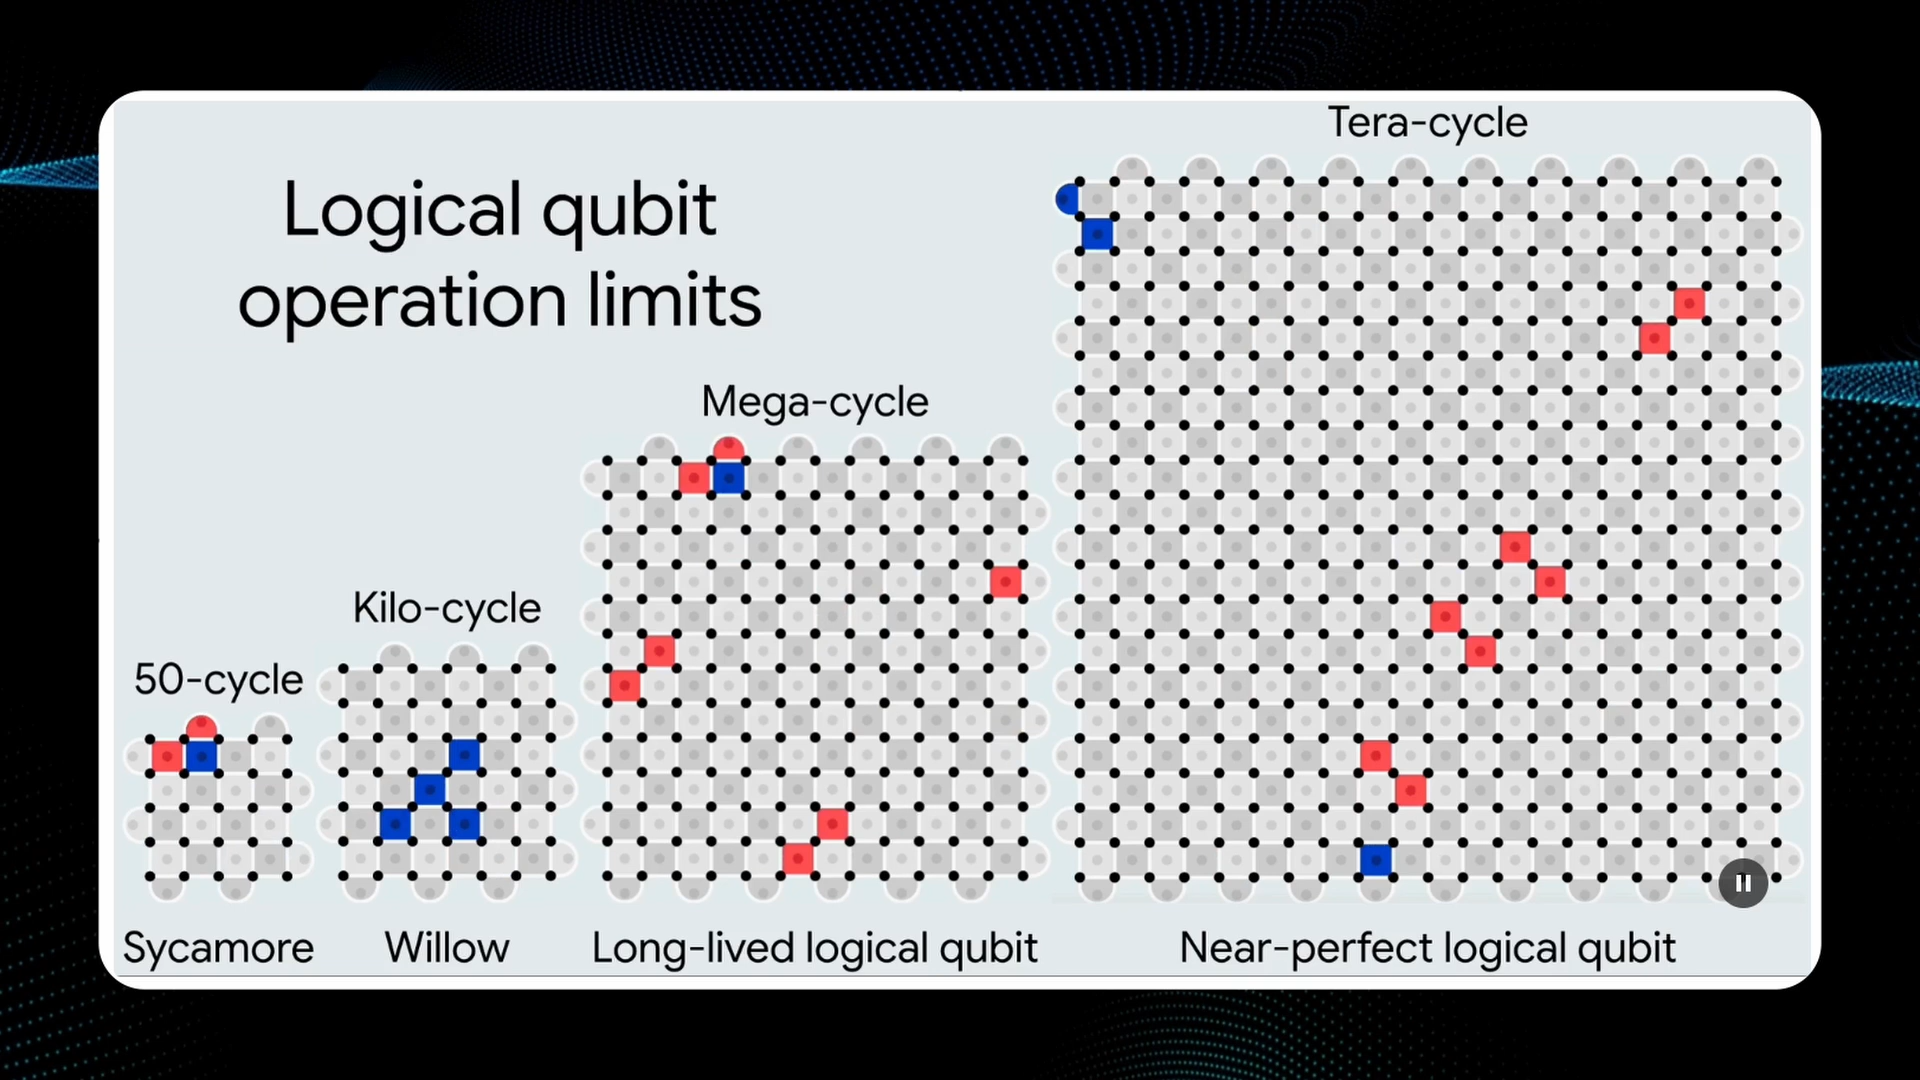 Logical qubit
operation limits
50-cycle
Sycamore
Kilo-cycle
Willow
Mega-cycle
Long-lived logical qubit
Tera-cycle
Near-perfect logical qubit